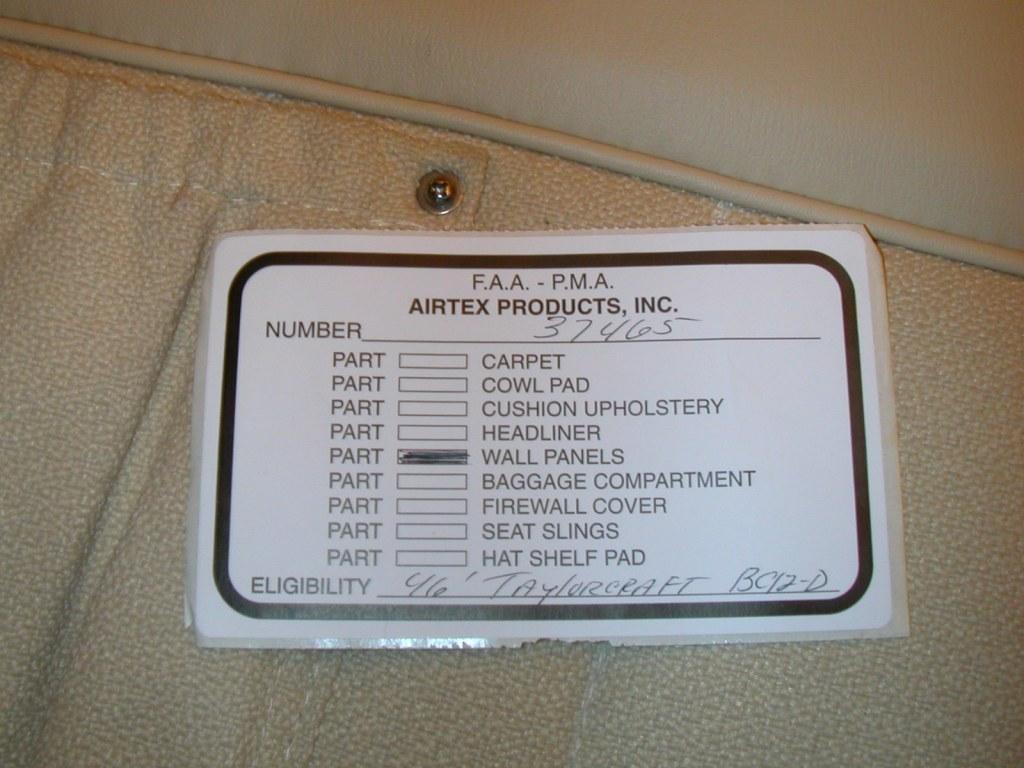 F.A.A. - P.M.A.
AIRTEX PRODUCTS, INC.
NUMBER 37465
PART CARPET
PART COWL PAD
PART CUSHION UPHOLSTERY
PART HEADLINER
PART WALL PANELS
PART BAGGAGE COMPARTMENT
PART FIREWALL COVER
PART SEAT SLINGS
PART HAT SHELF PAD
ELIGIBILITY 46' TAYLORCRAFT BC12-D